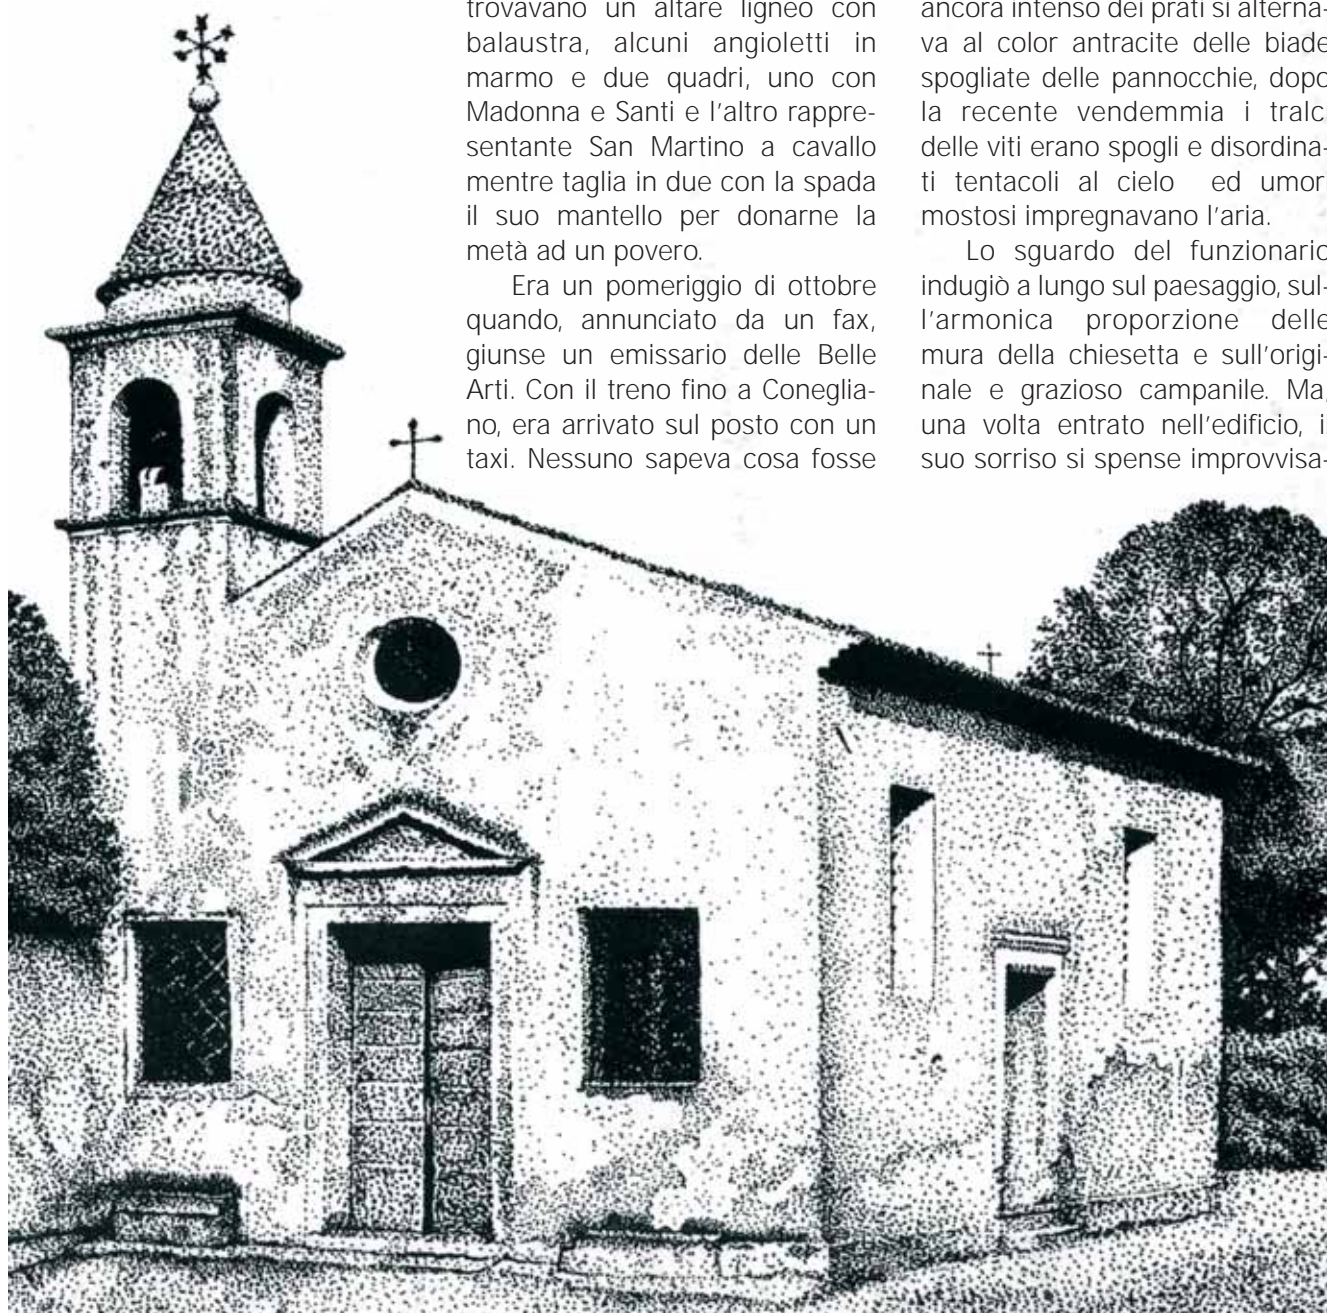 trovavano un altare ligneo con
balaustra, alcuni angioletti in
marmo e due quadri, uno con
Madonna e Santi e l'altro rappre-
sentante San Martino a cavallo
mentre taglia in due con la spada
il suo mantello per donarne la
metà ad un povero.
Era un pomeriggio di ottobre
quando, annunciato da un fax,
giunse un emissario delle Belle
Arti. Con il treno fino a Coneglia-
no, era arrivato sul posto con un
taxi. Nessuno sapeva cosa fosse
ancora intenso dei prati si alterna-
va al color antracite delle biade
spogliate delle pannocchie, dopo
la recente vendemmia i tralc
delle viti erano spogli e disordina-
ti tentacoli al cielo ed umor
mostosi impregnavano l'aria.
Lo sguardo del funzionario
indugiò a lungo sul paesaggio, sul-
l'armonica proporzione delle
mura della chiesetta e sull'origi-
nale e grazioso campanile. Ma,
una volta entrato nell'edificio, i
suo sorriso si spense improvvisa-